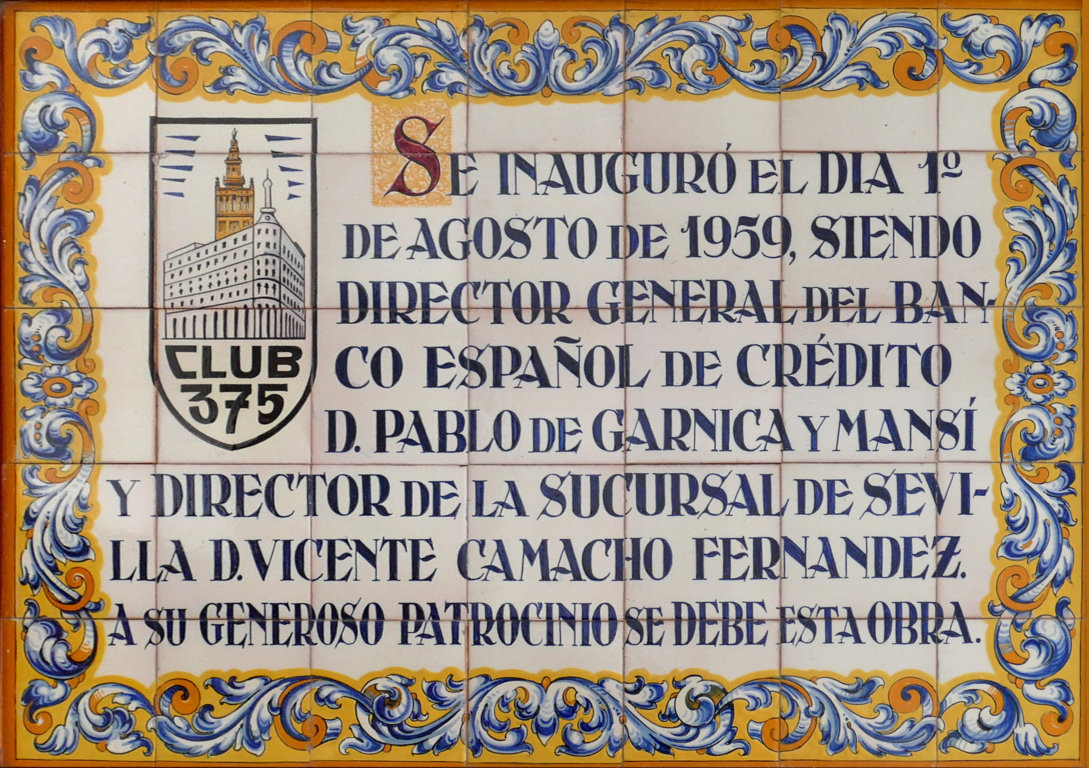 CLUB
375
SE INAUGURÓ EL DIA 1º
DE AGOSTO DE 1959, SIENDO
DIRECTOR GENERAL DEL BAN-
CO ESPAÑOL DE CRÉDITO
D. PABLO DE GARNICA Y MANSÍ
Y DIRECTOR DE LA SUCURSAL DE SEVI-
LLA D. VICENTE CAMACHO FERNANDEZ.
A SU GENEROSO PATROCINIO SE DEBE ESTA OBRA.